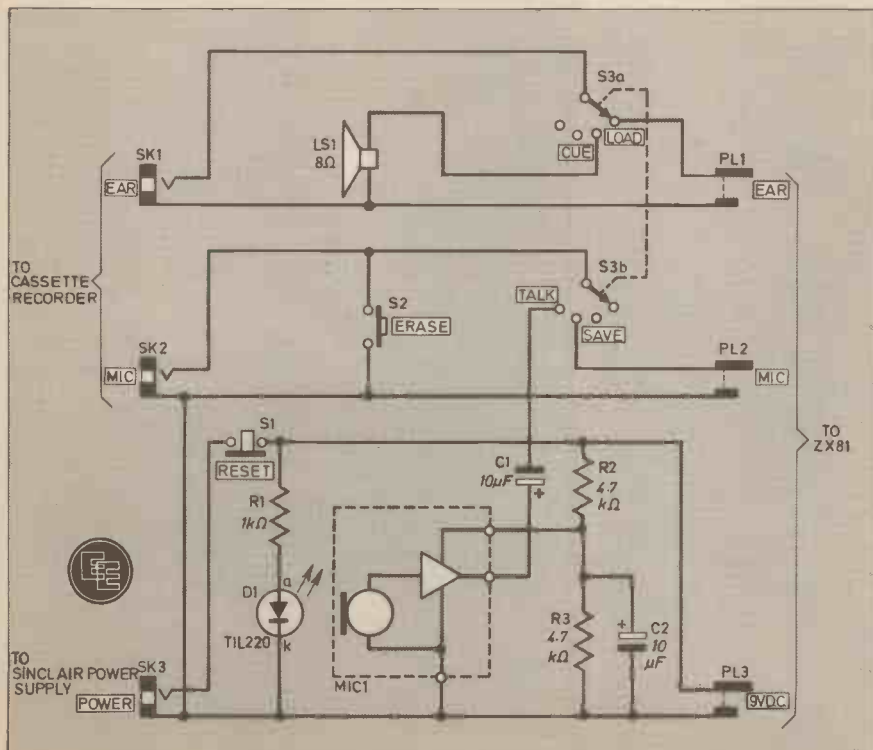 S3a
LS1
8Ω
CUE
LOAD
SK1
EAR
PL1
EAR
TO
CASSETTE
RECORDER
S3b
S2
ERASE
TALK
SAVE
SK2
MIC
PL2
MIC
TO
ZX81
S1
RESET
R1
1kΩ
C1
10µF
+
R2
4.7
kΩ
D1
a
k
TIL220
MIC1
R3
4.7
kΩ
+
C2
10
µF
TO
SINCLAIR POWER
SUPPLY
SK3
POWER
PL3
9VDC